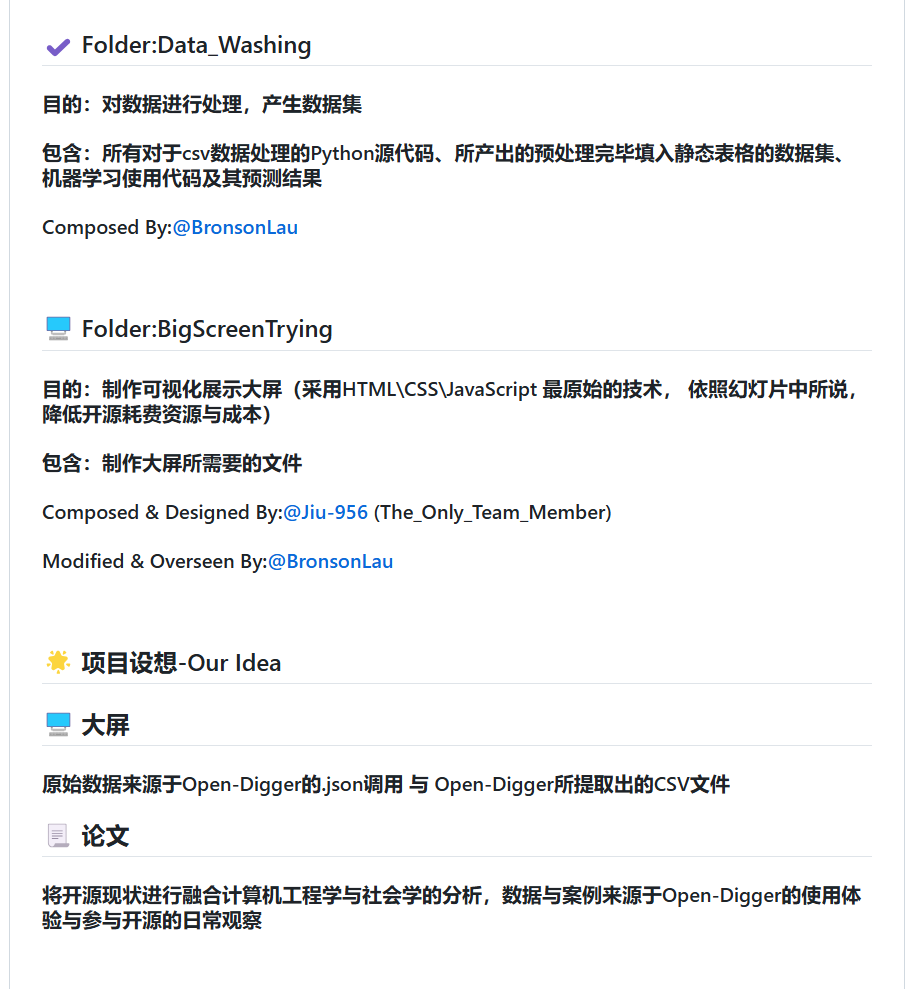 Folder:Data_Washing
目的：对数据进行处理，产生数据集
包含：所有对于csv数据处理的Python源代码、所产出的预处理完毕填入静态表格的数据集、
机器学习使用代码及其预测结果
Composed By:@BronsonLau
Folder:BigScreenTrying
目的：制作可视化展示大屏（采用HTML\CSS\JavaScript 最原始的技术， 依照幻灯片中所说，
降低开源耗费资源与成本）
包含：制作大屏所需要的文件
Composed & Designed By:@Jiu-956 (The_Only_Team_Member)
Modified & Overseen By:@BronsonLau
项目设想-Our Idea
大屏
原始数据来源于Open-Digger的.json调用 与 Open-Digger所提取出的CSV文件
论文
将开源现状进行融合计算机工程学与社会学的分析，数据与案例来源于Open-Digger的使用体
验与参与开源的日常观察